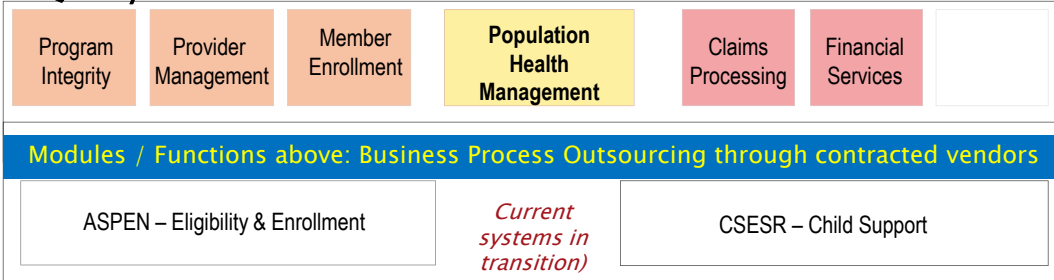 Program
Integrity
Provider
Management
Member
Enrollment
Population
Health
Management
Claims
Processing
Financial
Services
Modules / Functions above: Business Process Outsourcing through contracted vendors
ASPEN – Eligibility & Enrollment
Current
systems in
transition)
CSESR – Child Support